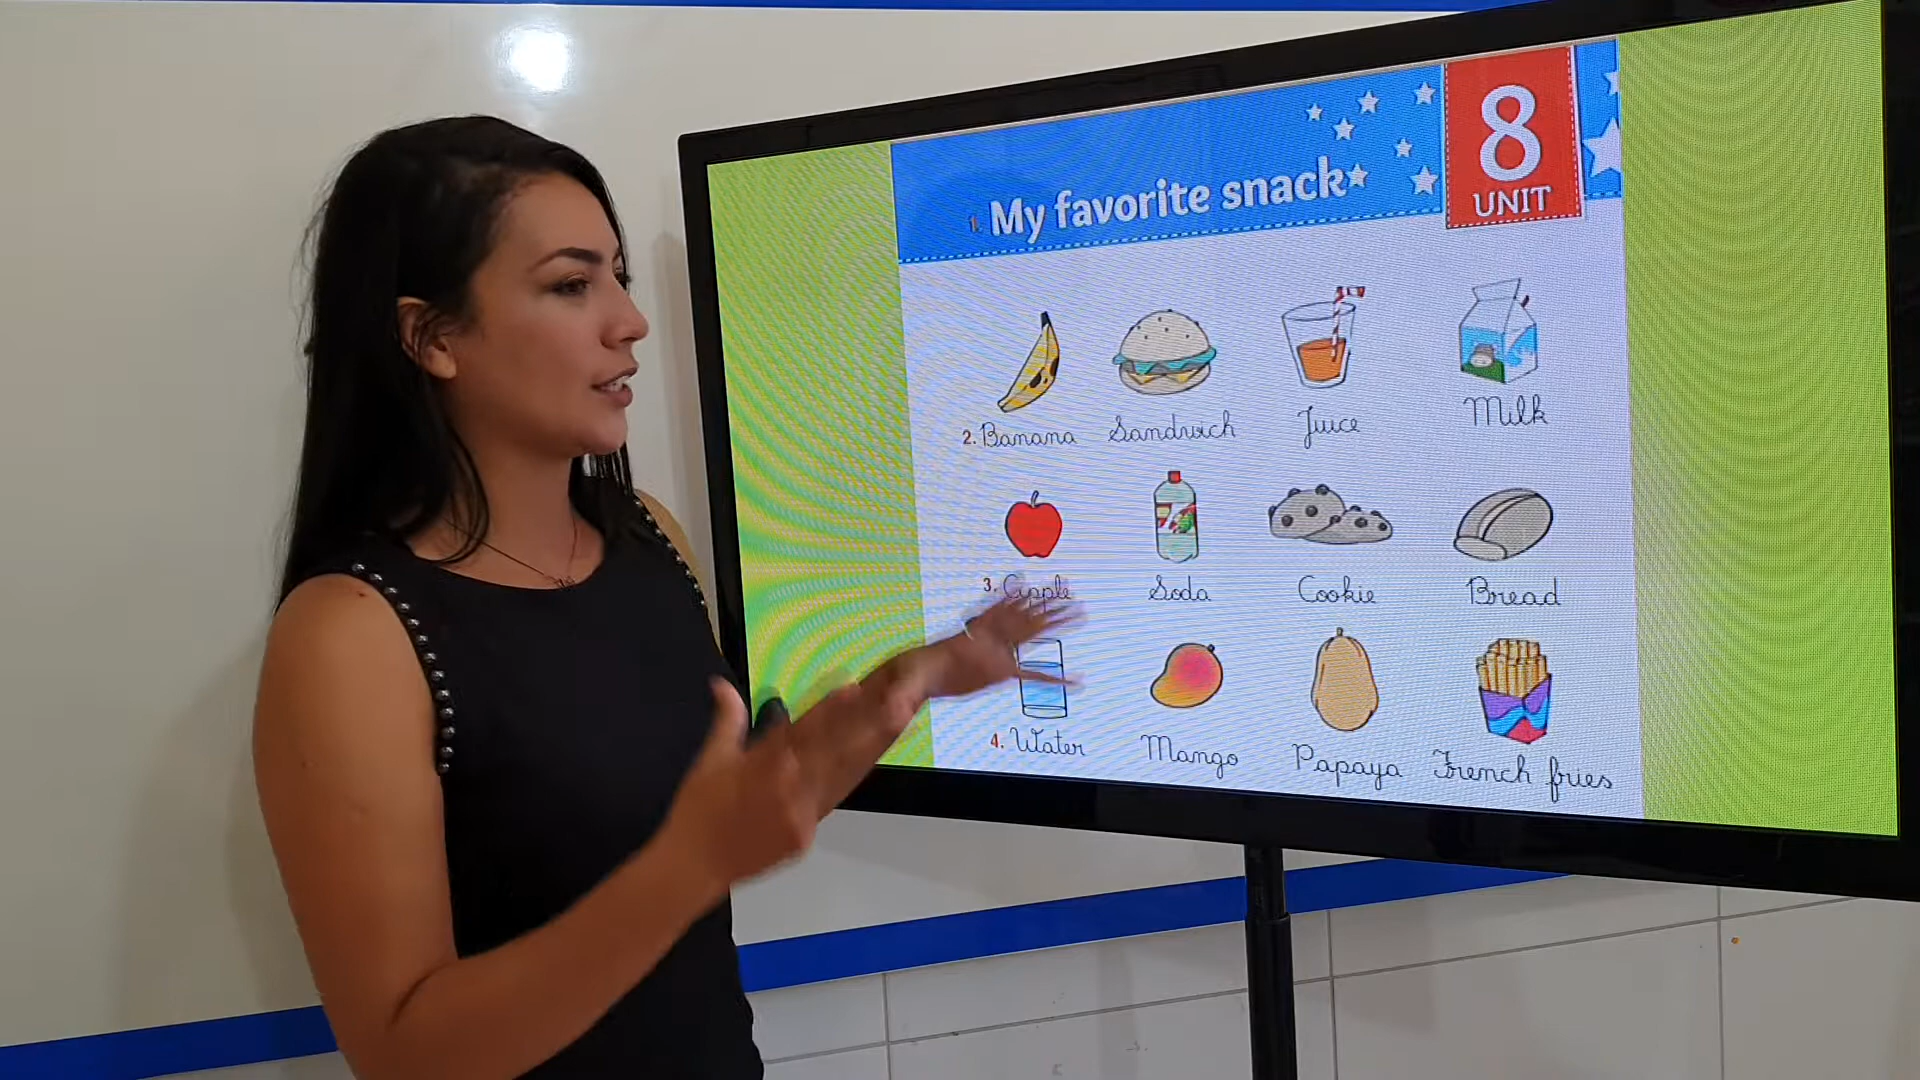 8
UNIT
1. My favorite snack
2. Banana Sandwich Juice Milk
3. Apple Soda Cookie Bread
4. Water Mango Papaya French fries